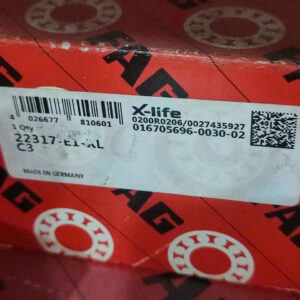 FAG
X-life
4 026677 810601
0200R0206/0027435927
016705696-0030-02
1 Qty
22317-E1-XL
C3
MADE IN GERMANY
FAG